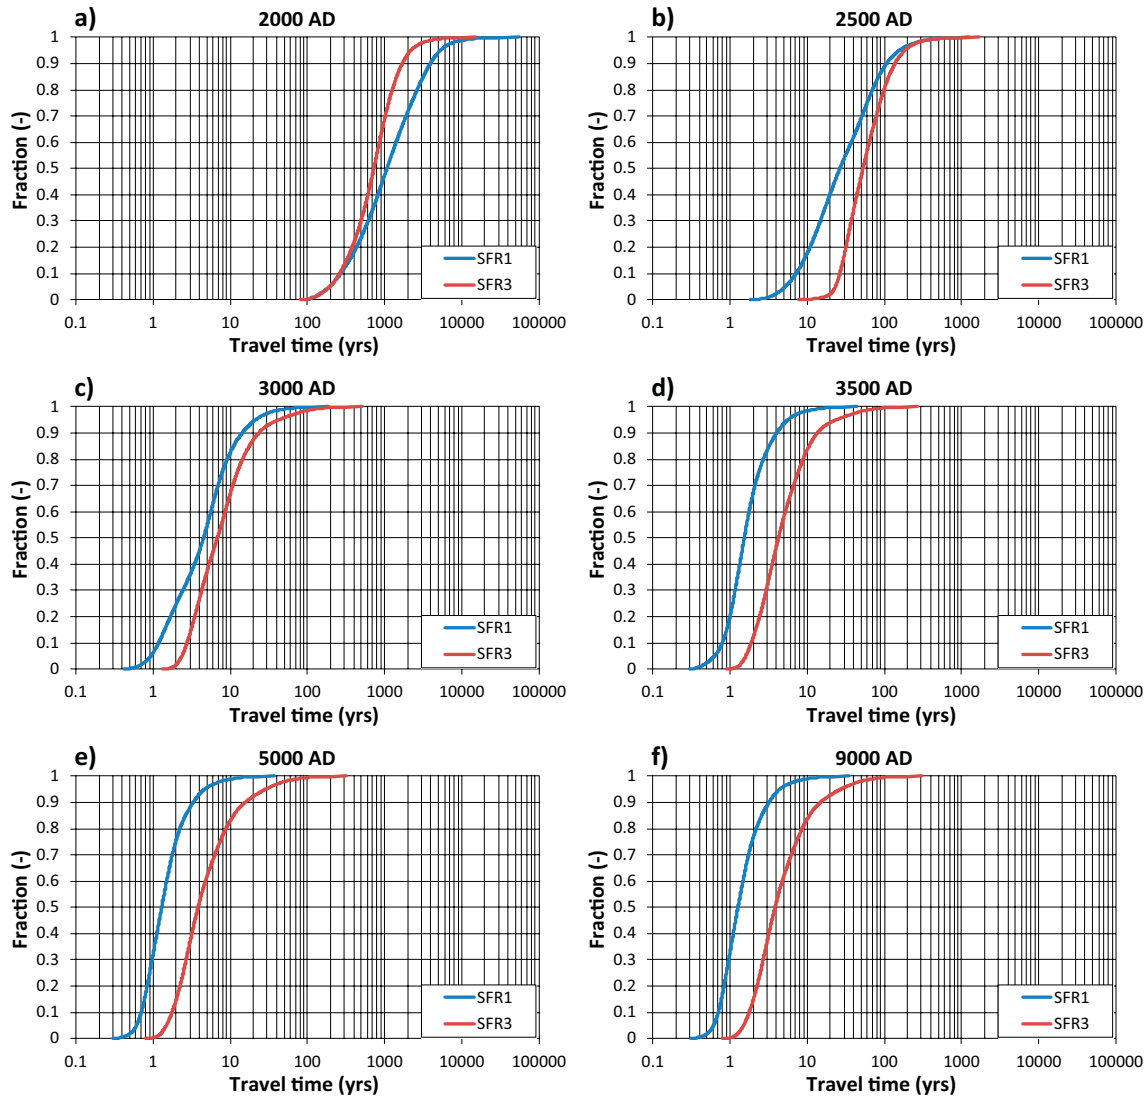 a)
2000 AD
Fraction (-)
1
0.9
0.8
0.7
0.6
0.5
0.4
0.3
0.2
0.1
0
SFR1
SFR3
0.1 1 10 100 1000 10000 100000
Travel time (yrs)
b)
2500 AD
Fraction (-)
1
0.9
0.8
0.7
0.6
0.5
0.4
0.3
0.2
0.1
0
SFR1
SFR3
0.1 1 10 100 1000 10000 100000
Travel time (yrs)
c)
3000 AD
Fraction (-)
1
0.9
0.8
0.7
0.6
0.5
0.4
0.3
0.2
0.1
0
SFR1
SFR3
0.1 1 10 100 1000 10000 100000
Travel time (yrs)
d)
3500 AD
Fraction (-)
1
0.9
0.8
0.7
0.6
0.5
0.4
0.3
0.2
0.1
0
SFR1
SFR3
0.1 1 10 100 1000 10000 100000
Travel time (yrs)
e)
5000 AD
Fraction (-)
1
0.9
0.8
0.7
0.6
0.5
0.4
0.3
0.2
0.1
0
SFR1
SFR3
0.1 1 10 100 1000 10000 100000
Travel time (yrs)
f)
9000 AD
Fraction (-)
1
0.9
0.8
0.7
0.6
0.5
0.4
0.3
0.2
0.1
0
SFR1
SFR3
0.1 1 10 100 1000 10000 100000
Travel time (yrs)